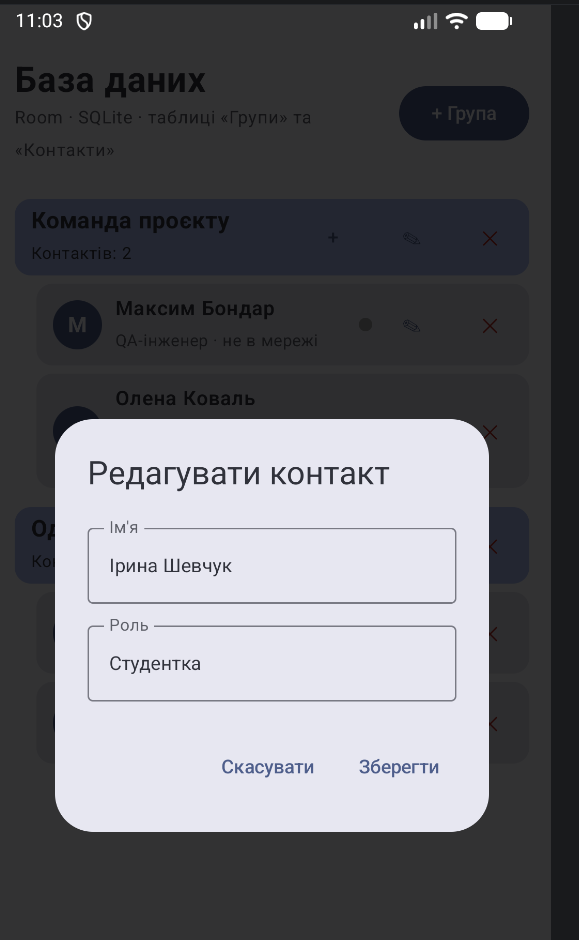 11:03
База даних
Room · SQLite · таблиці «Групи» та
«Контакти»
+ Група
Команда проєкту
Контактів: 2
М
Максим Бондар
QA-інженер · не в мережі
Олена Коваль
Редагувати контакт
Ім'я
Ірина Шевчук
Роль
Студентка
Скасувати
Зберегти